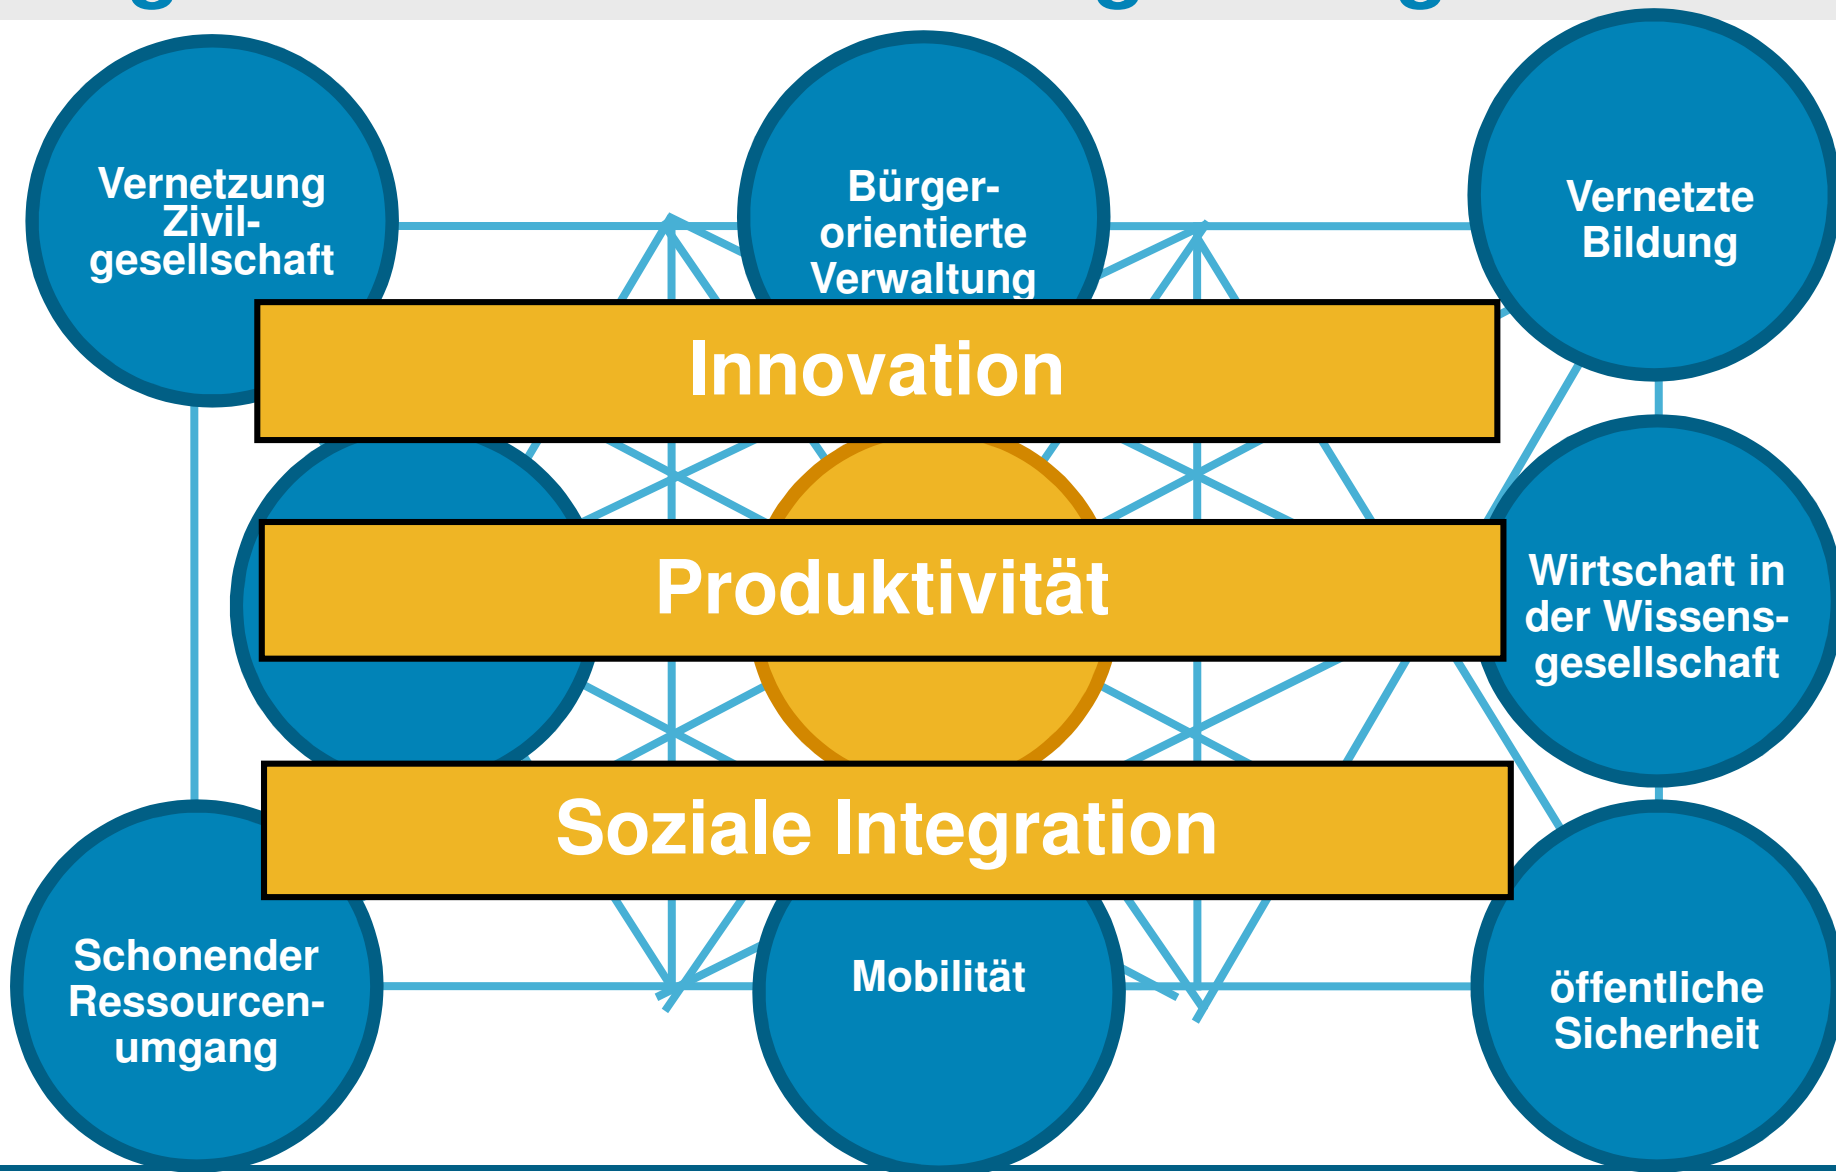 Vernetzung
Zivil-
gesellschaft
Bürger-
orientierte
Verwaltung
Vernetzte
Bildung
Innovation
Produktivität
Wirtschaft in
der Wissens-
gesellschaft
Soziale Integration
Schonender
Ressourcen-
umgang
Mobilität
öffentliche
Sicherheit